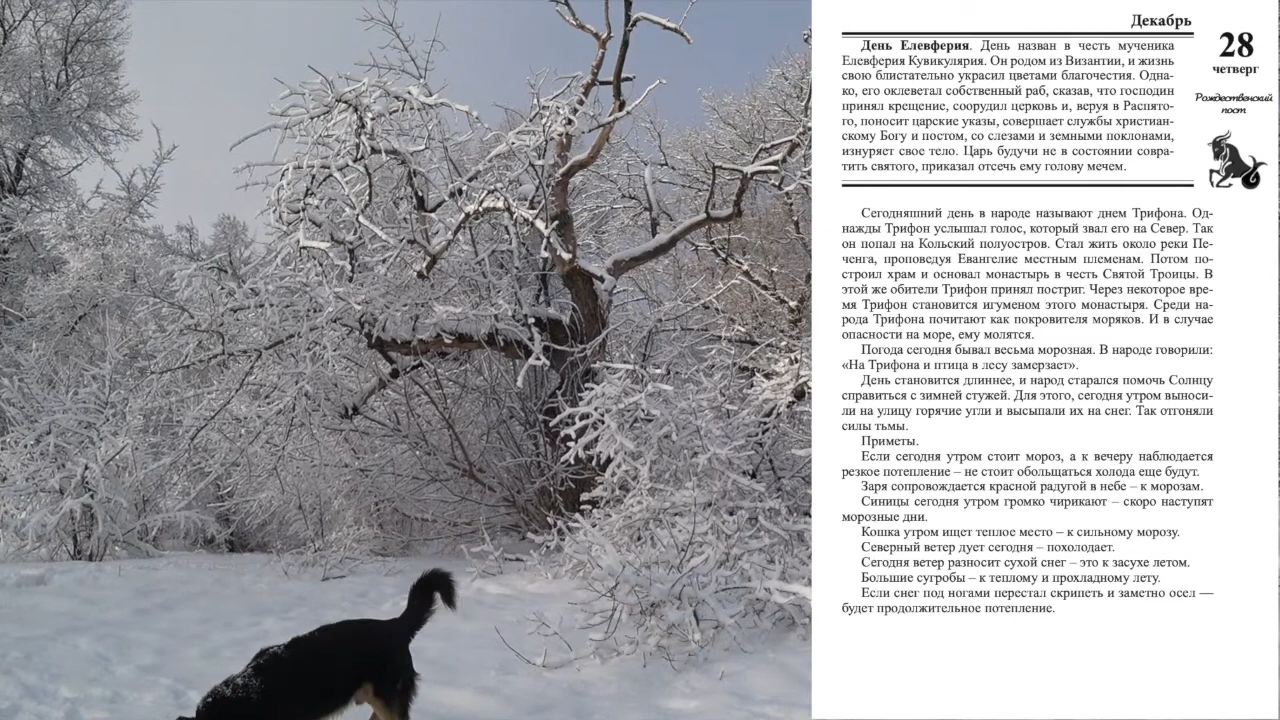 Декабрь
28
четверг
Рождественский
пост
День Елевферия. День назван в честь мученика
Елевферия Кувикулярия. Он родом из Византии, и жизнь
свою блистательно украсил цветами благочестия. Одна-
ко, его оклеветал собственный раб, сказав, что господин
принял крещение, соорудил церковь и, веруя в Распято-
го, поносит царские указы, совершает службы христиан-
скому Богу и постом, со слезами и земными поклонами,
изнуряет свое тело. Царь будучи не в состоянии совра-
тить святого, приказал отсечь ему голову мечем.
Сегодняшний день в народе называют днем Трифона. Од-
нажды Трифон услышал голос, который звал его на Север. Так
он попал на Кольский полуостров. Стал жить около реки Пе-
ченга, проповедуя Евангелие местным племенам. Потом по-
строил храм и основал монастырь в честь Святой Троицы. В
этой же обители Трифон принял постриг. Через некоторое вре-
мя Трифон становится игуменом этого монастыря. Среди на-
рода Трифона почитают как покровителя моряков. И в случае
опасности на море, ему молятся.
Погода сегодня бывал весьма морозная. В народе говорили:
«На Трифона и птица в лесу замерзает».
День становится длиннее, и народ старался помочь Солнцу
справиться с зимней стужей. Для этого, сегодня утром выноси-
ли на улицу горячие угли и высыпали их на снег. Так отгоняли
силы тьмы.
Приметы.
Если сегодня утром стоит мороз, а к вечеру наблюдается
резкое потепление – не стоит обольщаться холода еще будут.
Заря сопровождается красной радугой в небе – к морозам.
Синицы сегодня утром громко чирикают – скоро наступят
морозные дни.
Кошка утром ищет теплое место – к сильному морозу.
Северный ветер дует сегодня – похолодает.
Сегодня ветер разносит сухой снег – это к засухе летом.
Большие сугробы – к теплому и прохладному лету.
Если снег под ногами перестал скрипеть и заметно осел —
будет продолжительное потепление.